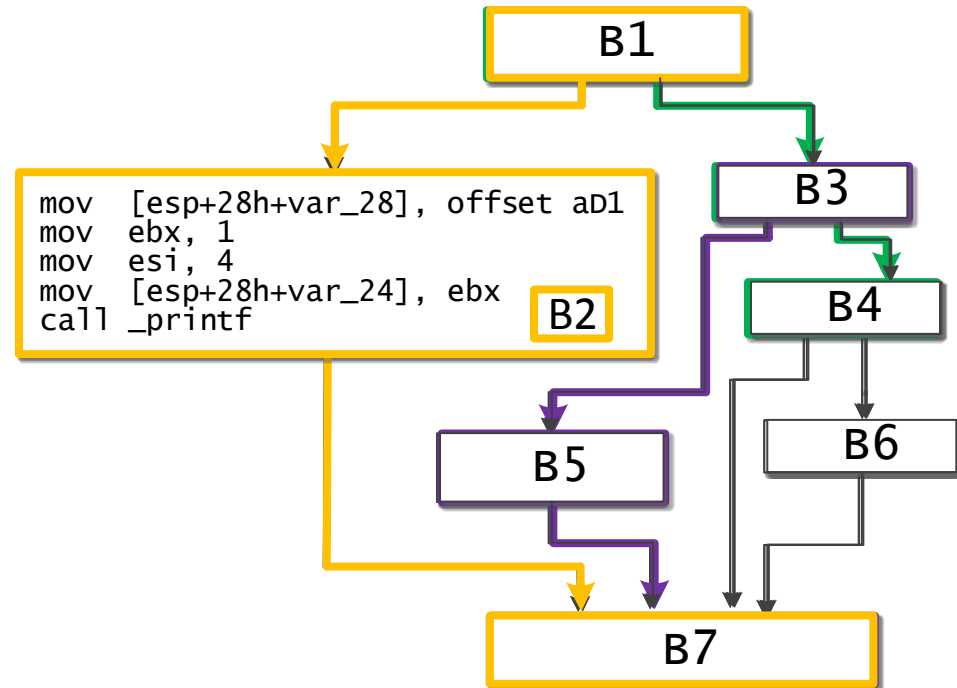 B1
B3
mov [esp+28h+var_28], offset aD1
mov ebx, 1
mov esi, 4
mov [esp+28h+var_24], ebx
call _printf
B2
B4
B5
B6
B7